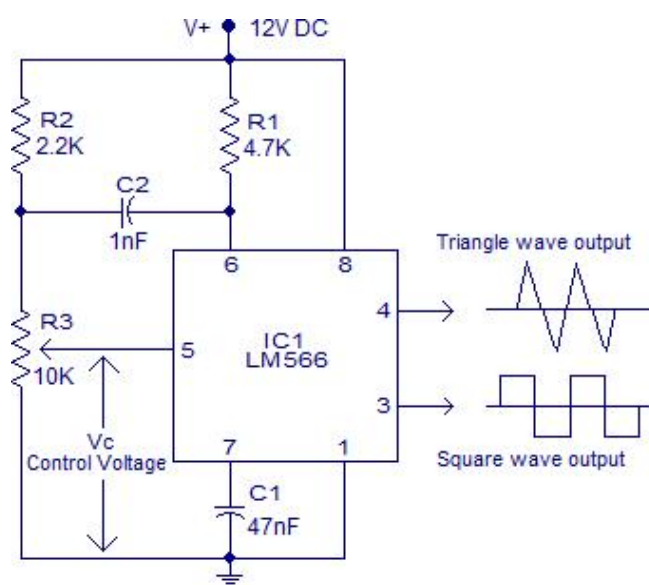 V+ 12V DC
R2
2.2K
R1
4.7K
C2
1nF
6
8
Triangle wave output
R3
10K
5
IC1
LM566
4
3
Vc
Control Voltage
7
1
Square wave output
C1
47nF